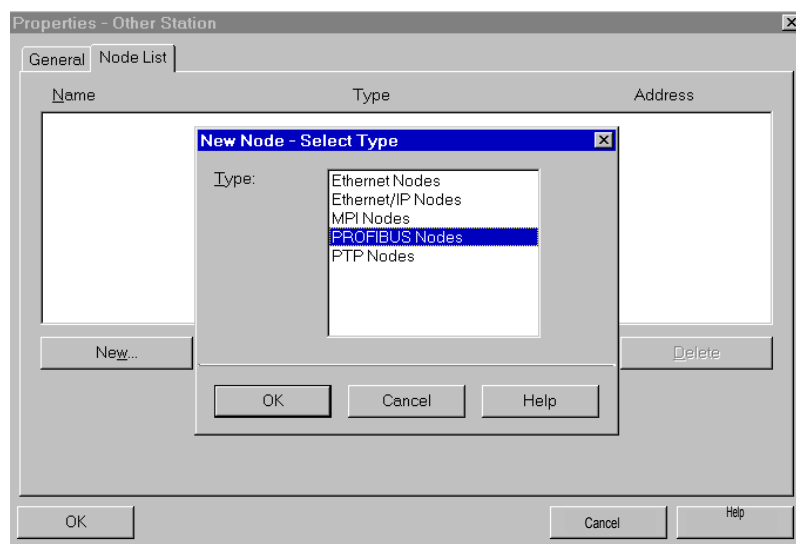 Properties - Other Station
General Node List
Name Type Address
New Node - Select Type
Type:
Ethernet Nodes
Ethernet/IP Nodes
MPI Nodes
PROFIBUS Nodes
PTP Nodes
New... Delete
OK Cancel Help
OK Cancel Help